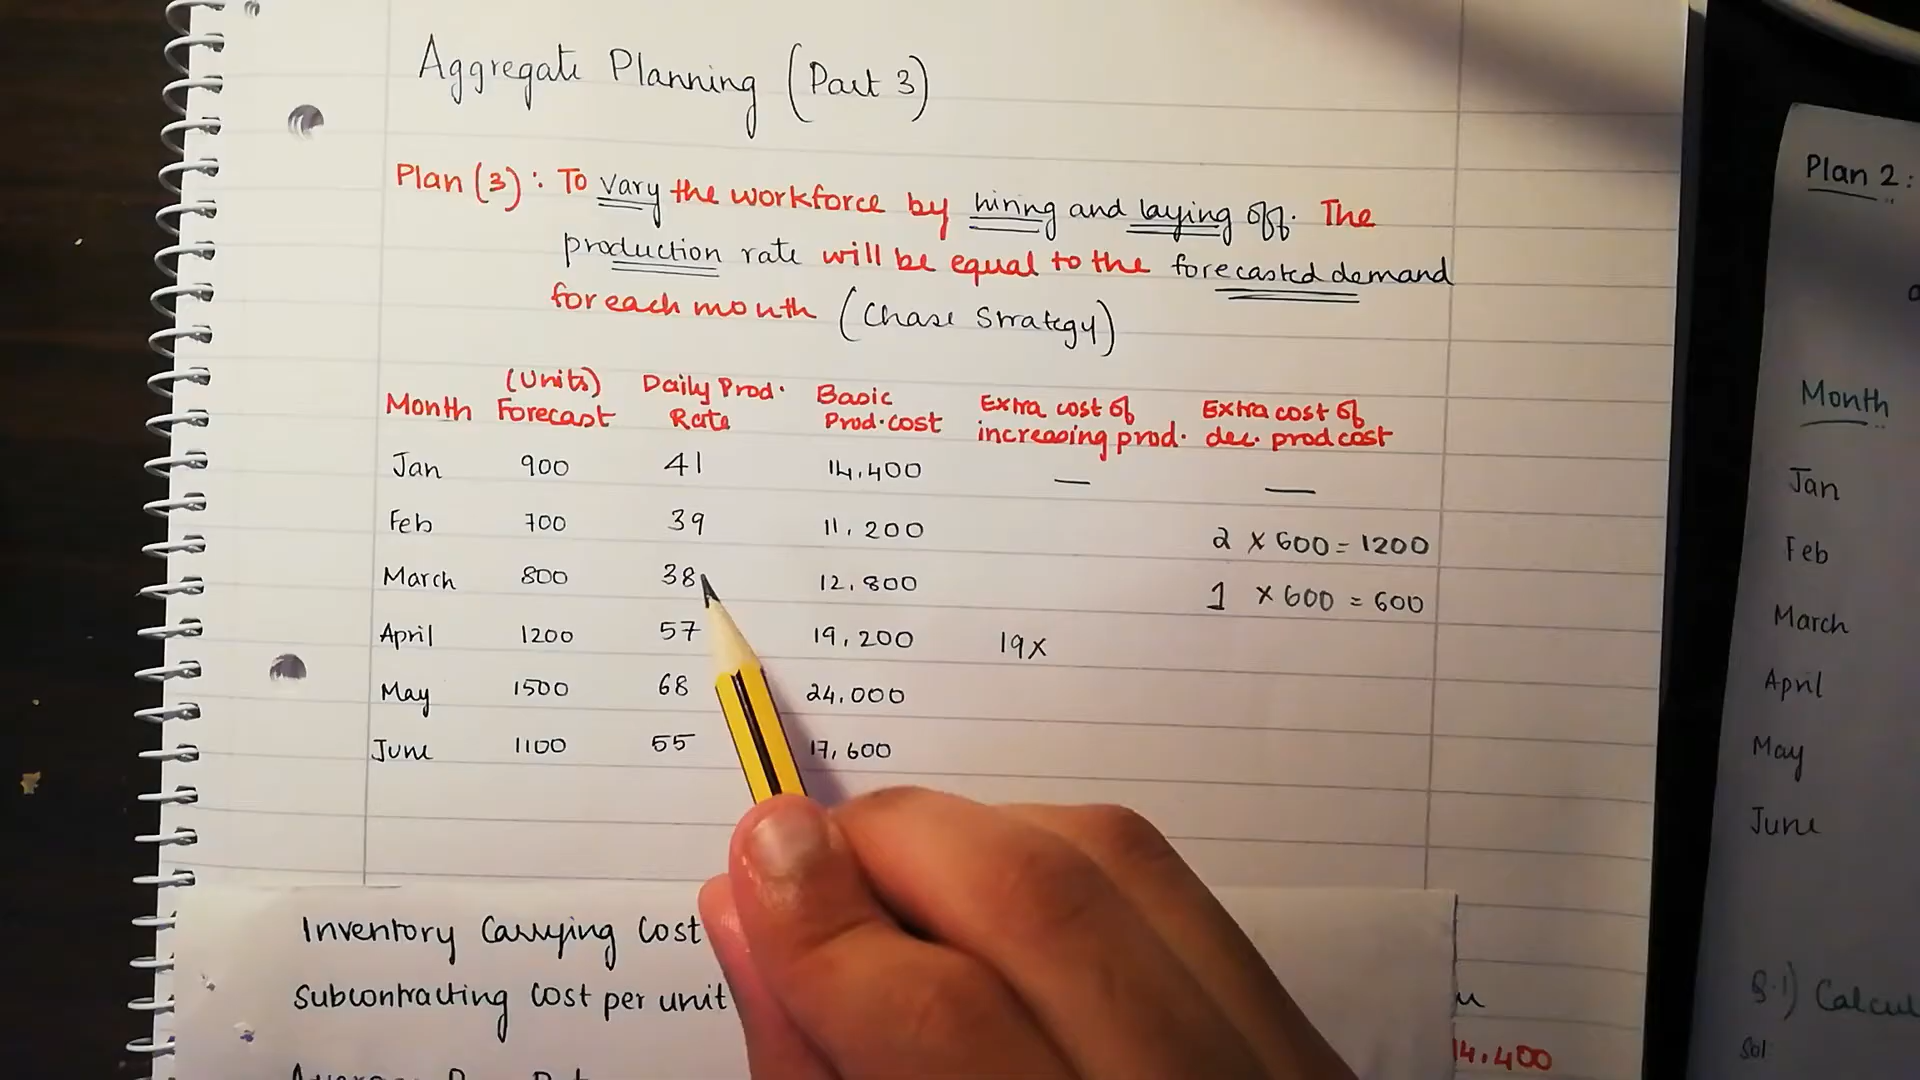 Aggregate Planning (Part 3)
Plan (3): To vary the workforce by hiring and laying off. The
production rate will be equal to the forecasted demand
for each month (Chase Strategy)
Month (Units) Forecast Daily Prod. Rate Basic Prod. cost Extra cost of increasing prod. Extra cost of dec. prod cost
Jan 900 41 14,400 — —
Feb 700 39 11,200 2 x 600 = 1200
March 800 38 12,800 1 x 600 = 600
April 1200 57 19,200 19x
May 1500 68 24,000
June 1100 55 17,600
Inventory Carrying Cost
Subcontracting cost per unit
14,400
Plan 2:
Month
Jan
Feb
March
April
May
June
Q.1) Calcul
Sol